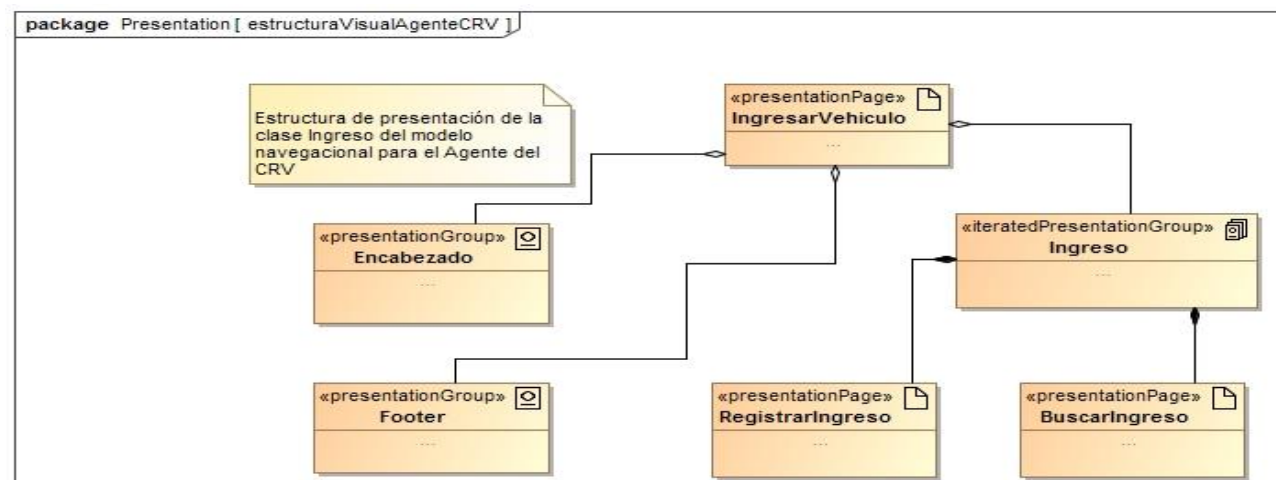 package Presentation [ estructuraVisualAgenteCRV ]
Estructura de presentación de la
clase Ingreso del modelo
navegacional para el Agente del
CRV
«presentationPage»
IngresarVehiculo
...
«presentationGroup»
Encabezado
...
«iteratedPresentationGroup»
Ingreso
...
«presentationGroup»
Footer
...
«presentationPage»
RegistrarIngreso
...
«presentationPage»
BuscarIngreso
...